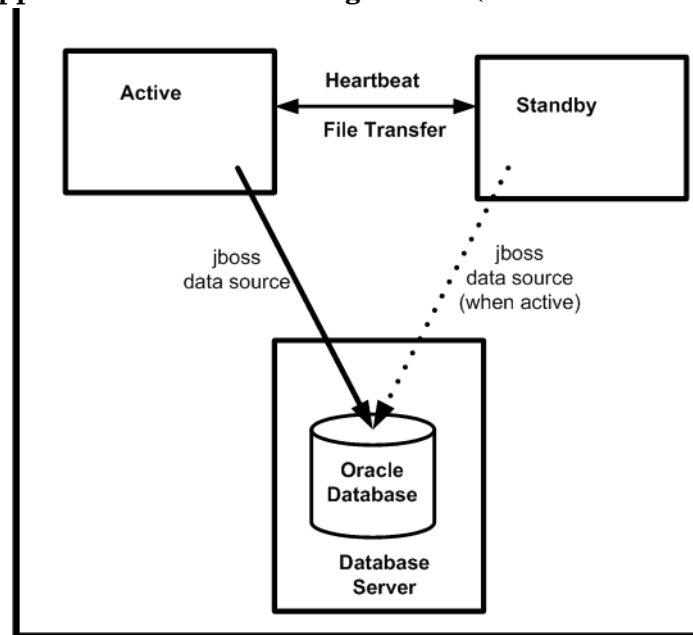 Active
Heartbeat
File Transfer
Standby
jboss
data source
jboss
data source
(when active)
Oracle
Database
Database
Server